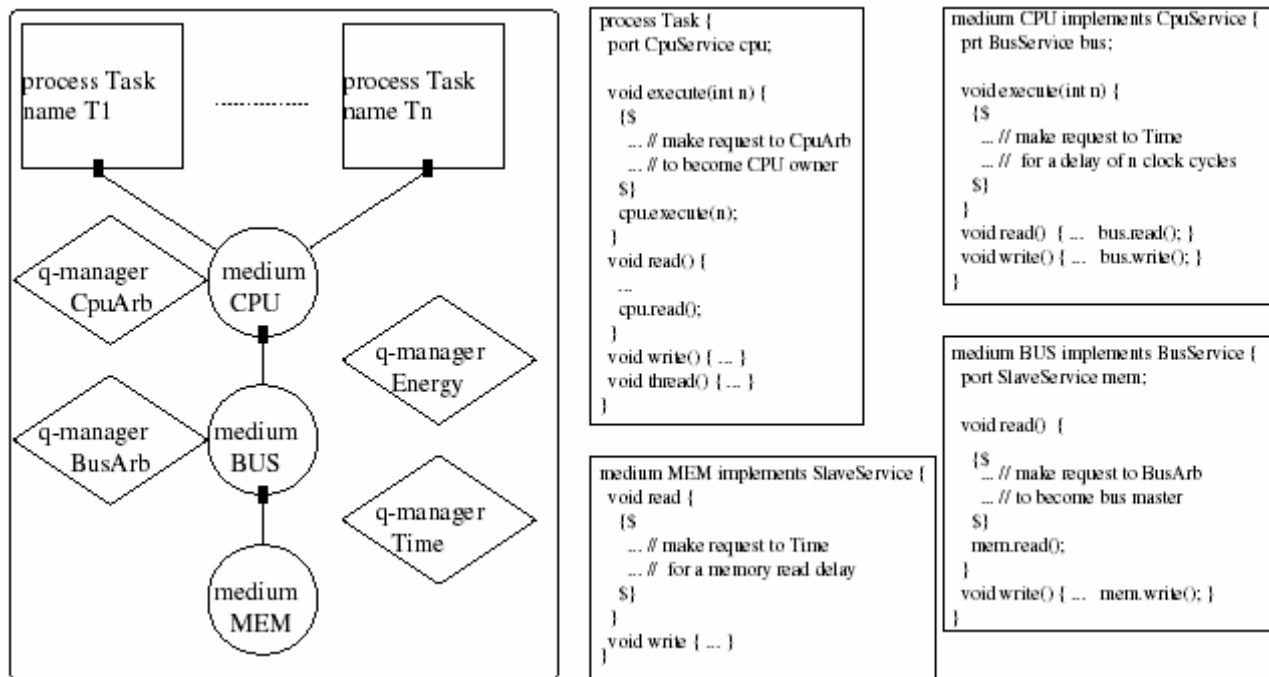 process Task
name T1
process Task
name Tn
q-manager
CpuArb
medium
CPU
q-manager
Energy
q-manager
BusArb
medium
BUS
q-manager
Time
medium
MEM
process Task {
port CpuService cpu;
void execute(int n) {
{$
... // make request to CpuArb
... // to become CPU owner
$}
cpu.execute(n);
}
void read() {
...
cpu.read();
}
void write() { ... }
void thread() { ... }
}
medium MEM implements SlaveService {
void read {
{$
... // make request to Time
... // for a memory read delay
$}
}
void write { ... }
}
medium CPU implements CpuService {
prt BusService bus;
void execute(int n) {
{$
... // make request to Time
... // for a delay of n clock cycles
$}
}
void read() { ... bus.read(); }
void write() { ... bus.write(); }
}
medium BUS implements BusService {
port SlaveService mem;
void read() {
{$
... // make request to BusArb
... // to become bus master
$}
mem.read();
}
void write() { ... mem.write(); }
}